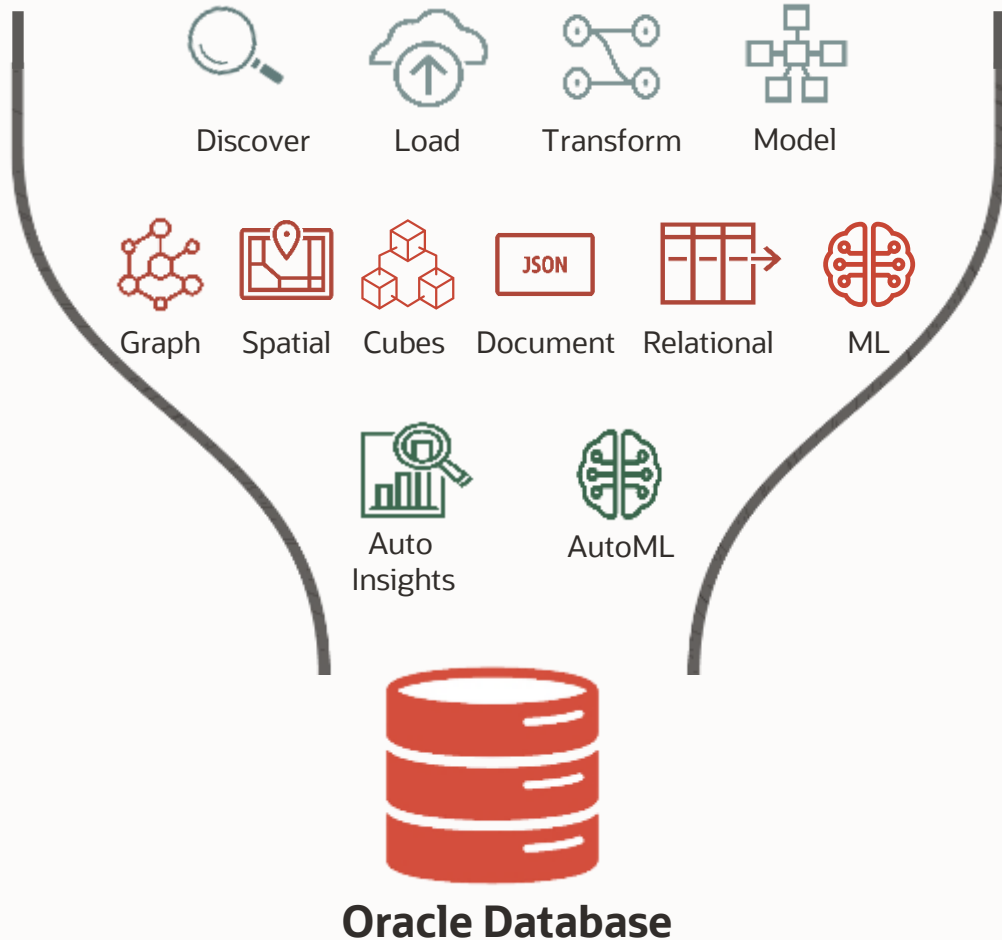 Discover
Load
Transform
Model
JSON
Graph
Spatial
Cubes
Document
Relational
ML
Auto
Insights
AutoML
Oracle Database